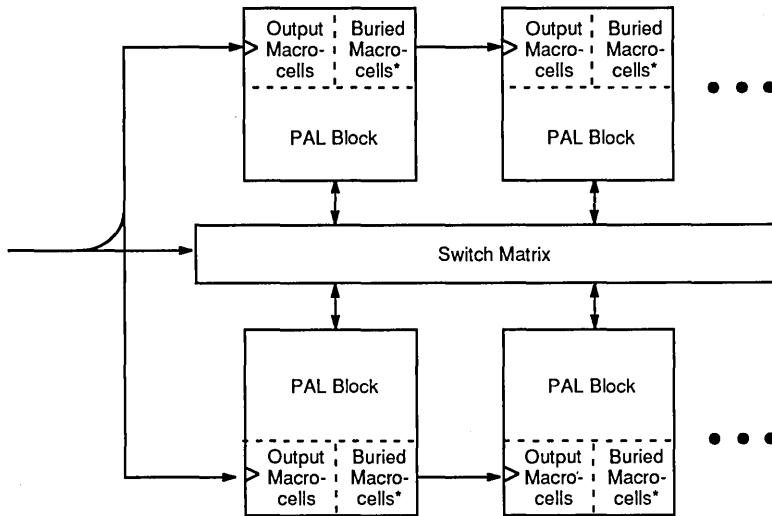 Output
Macro-
cells
Buried
Macro-
cells*
PAL Block
Output
Macro-
cells
Buried
Macro-
cells*
PAL Block
Switch Matrix
PAL Block
Output
Macro-
cells
Buried
Macro-
cells*
PAL Block
Output
Macro-
cells
Buried
Macro-
cells*